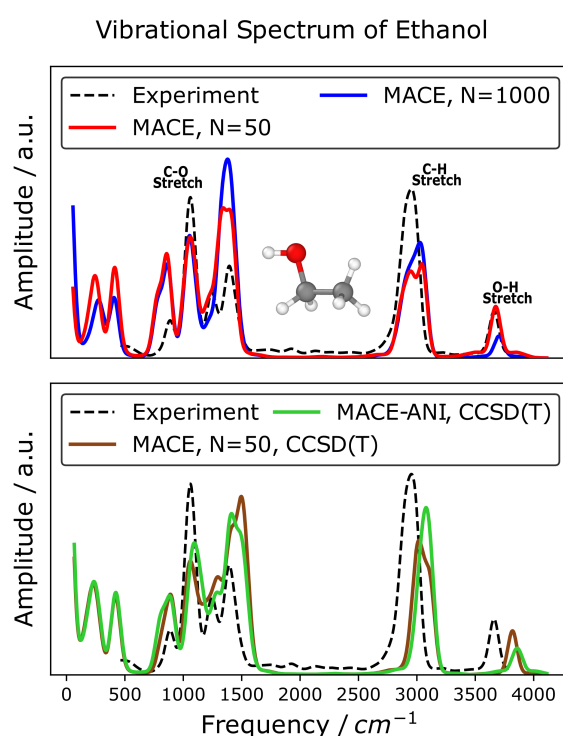 Vibrational Spectrum of Ethanol
Experiment
MACE, N=1000
MACE, N=50
C-O
Stretch
C-H
Stretch
O-H
Stretch
Amplitude / a.u.
Experiment
MACE-ANI, CCSD(T)
MACE, N=50, CCSD(T)
Amplitude / a.u.
0 500 1000 1500 2000 2500 3000 3500 4000
Frequency / cm⁻¹